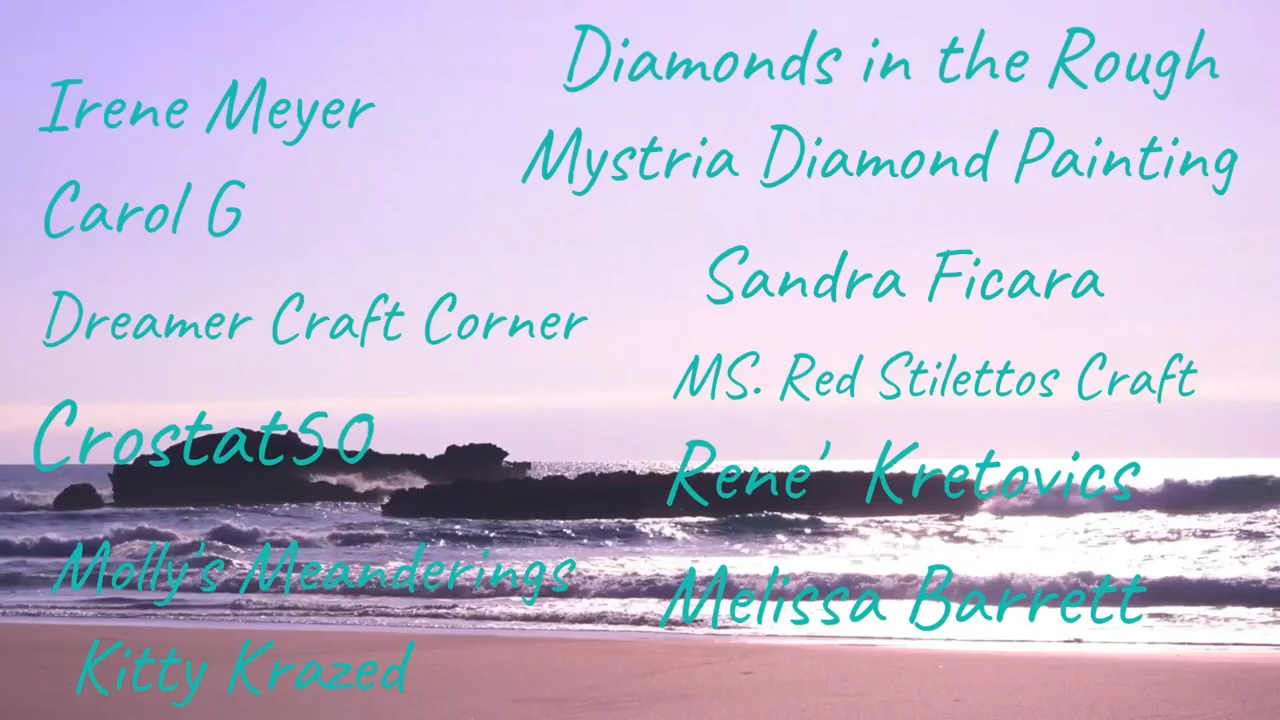 Irene Meyer
Carol G
Dreamer Craft Corner
Crostat50
Molly's Meanderings
Kitty Krazed
Diamonds in the Rough
Mystria Diamond Painting
Sandra Ficara
MS. Red Stilettos Craft
Rene' Kretovics
Melissa Barrett